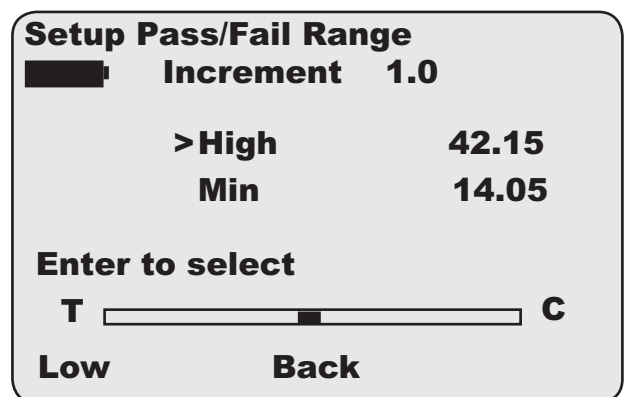 Setup Pass/Fail Range
Increment 1.0
>High 42.15
Min 14.05
Enter to select
T C
Low Back